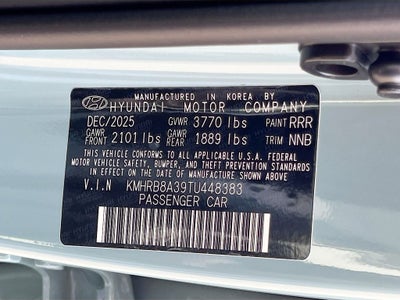 MANUFACTURED IN KOREA BY
HYUNDAI MOTOR COMPANY
DEC/2025 GVWR 3770 lbs PAINT RRR
GAWR FRONT 2101 lbs GAWR REAR 1889 lbs TRIM NNB
THIS VEHICLE CONFORMS TO ALL APPLICABLE U.S.A. FEDERAL
MOTOR VEHICLE SAFETY, BUMPER, AND THEFT PREVENTION
STANDARDS IN EFFECT ON THE DATE OF MANUFACTURE SHOWN ABOVE
V.I.N KMHRB8A39TU448383
PASSENGER CAR